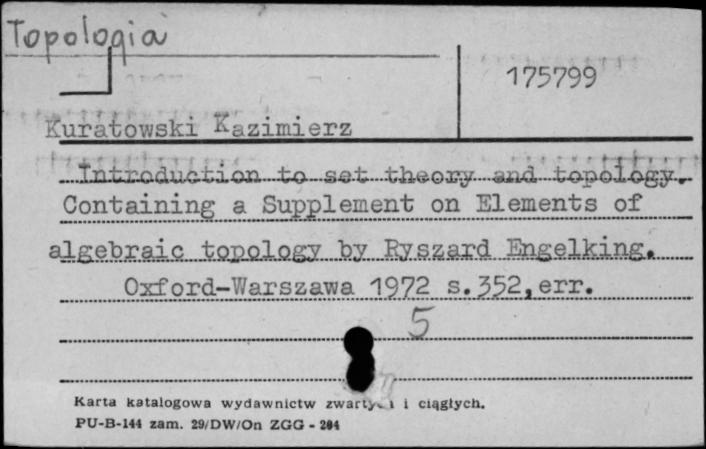 Topologia
175799
Kuratowski Kazimierz
Introduction to set theory and topology.
Containing a Supplement on Elements of
algebraic topology by Ryszard Engelking.
Oxford-Warszawa 1972 s.352,err.
5
Karta katalogowa wydawnictw i ciągłych.
PU-B-144 zam. 29/DW/On ZGG - 204